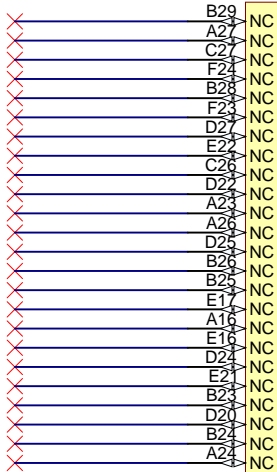 B29 NC
A27 NC
C27 NC
F24 NC
B28 NC
F23 NC
D27 NC
E22 NC
C26 NC
D22 NC
A23 NC
A26 NC
D25 NC
B26 NC
B25 NC
E17 NC
A16 NC
E16 NC
D24 NC
E21 NC
B23 NC
D20 NC
B24 NC
A24 NC